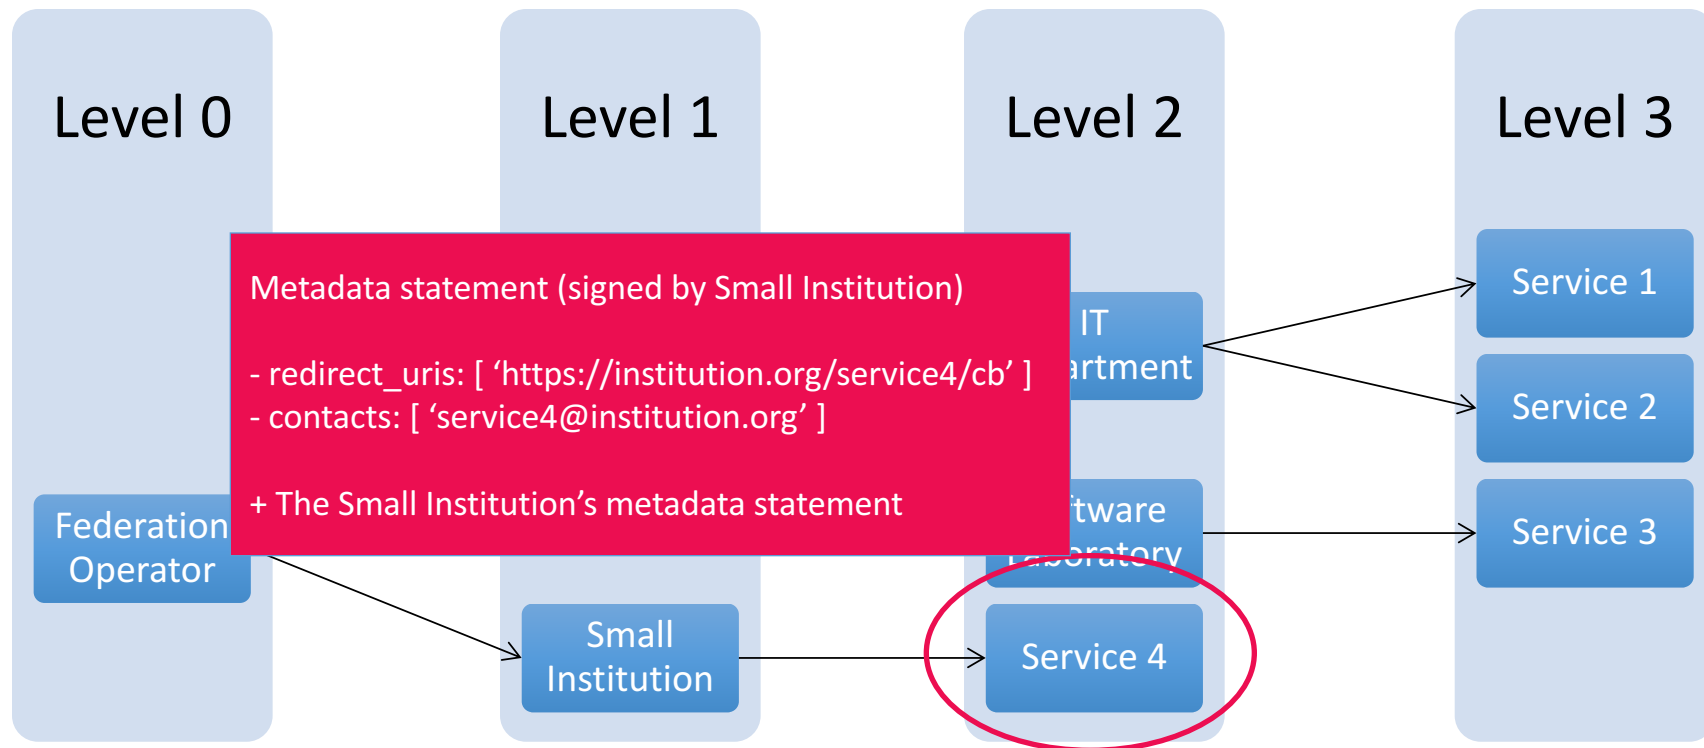 Level 0
Level 1
Level 2
Level 3
Metadata statement (signed by Small Institution)
- redirect_uris: [ ‘https://institution.org/service4/cb’ ]
- contacts: [ ‘service4@institution.org’ ]
+ The Small Institution’s metadata statement
Federation
Operator
Small
Institution
IT
artment
ftware
Laboratory
Service 4
Service 1
Service 2
Service 3